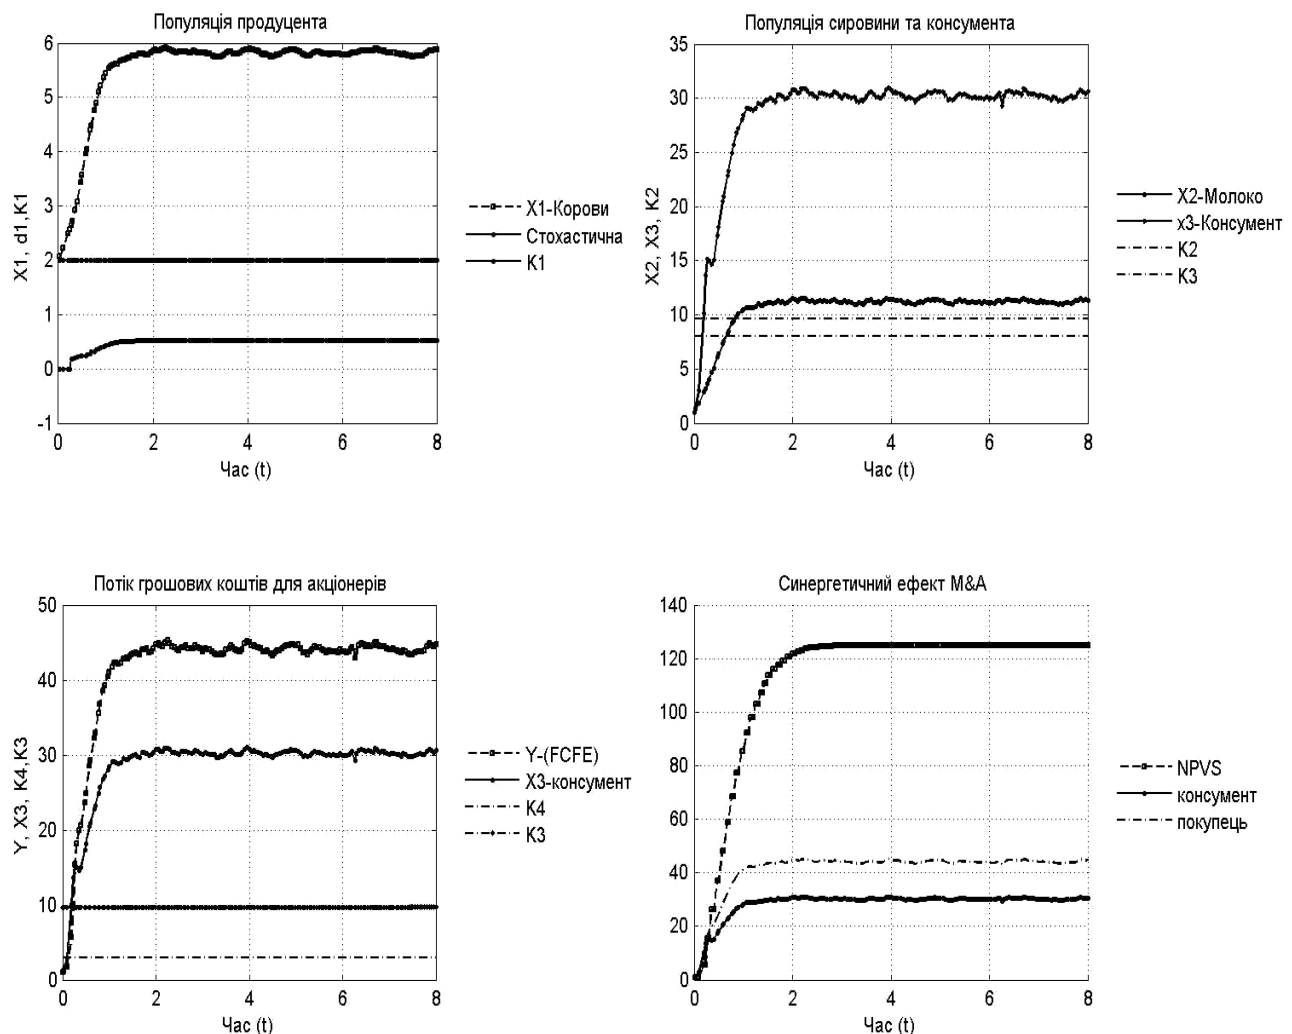 Популяція продуцента
6
5
4
3
2
1
0
-1
X1, d1,K1
0 2 4 6 8
Час (t)
X1-Корови
Стохастична
K1
Популяція сировини та консумента
35
30
25
20
15
10
5
0
X2, X3, K2
0 2 4 6 8
Час (t)
X2-Молоко
x3-Консумент
K2
K3
Потік грошових коштів для акціонерів
50
40
30
20
10
0
Y, X3, K4,K3
0 2 4 6 8
Час (t)
Y-(FCFE)
X3-консумент
K4
K3
Синергетичний ефект M&A
140
120
100
80
60
40
20
0
0 2 4 6 8
Час (t)
NPVS
консумент
покупець